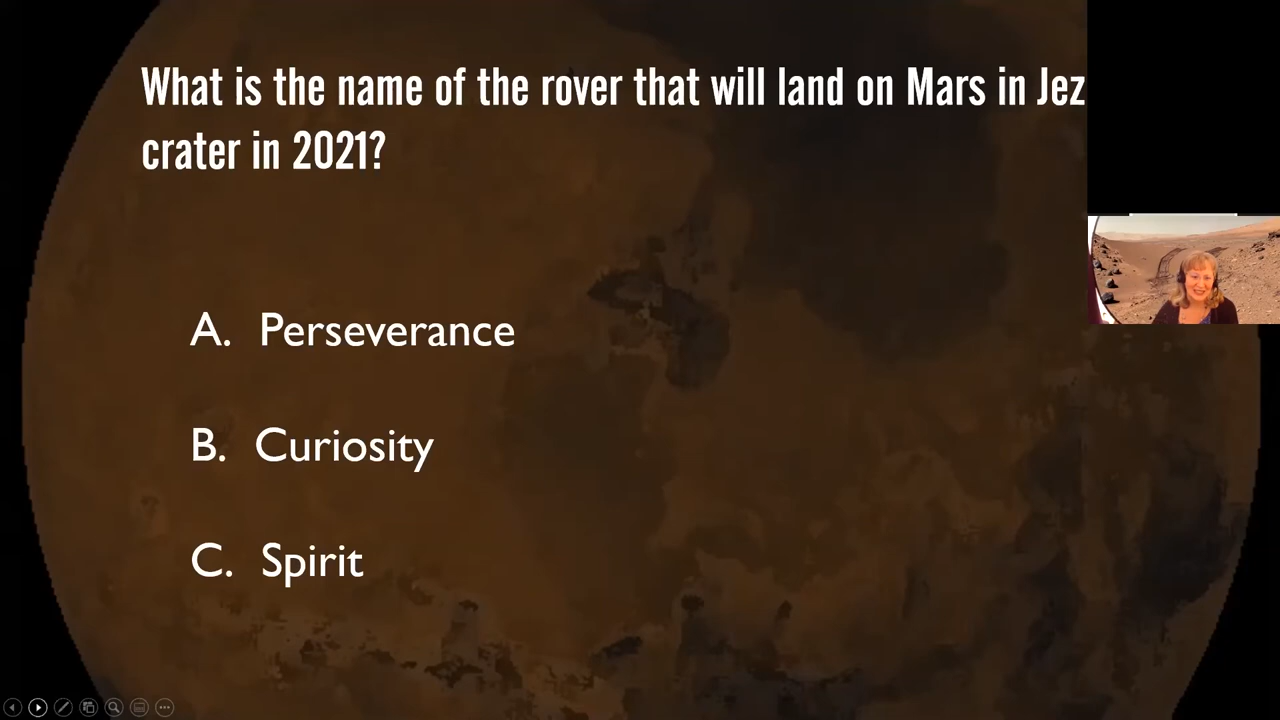 What is the name of the rover that will land on Mars in Jez
crater in 2021?
A. Perseverance
B. Curiosity
C. Spirit